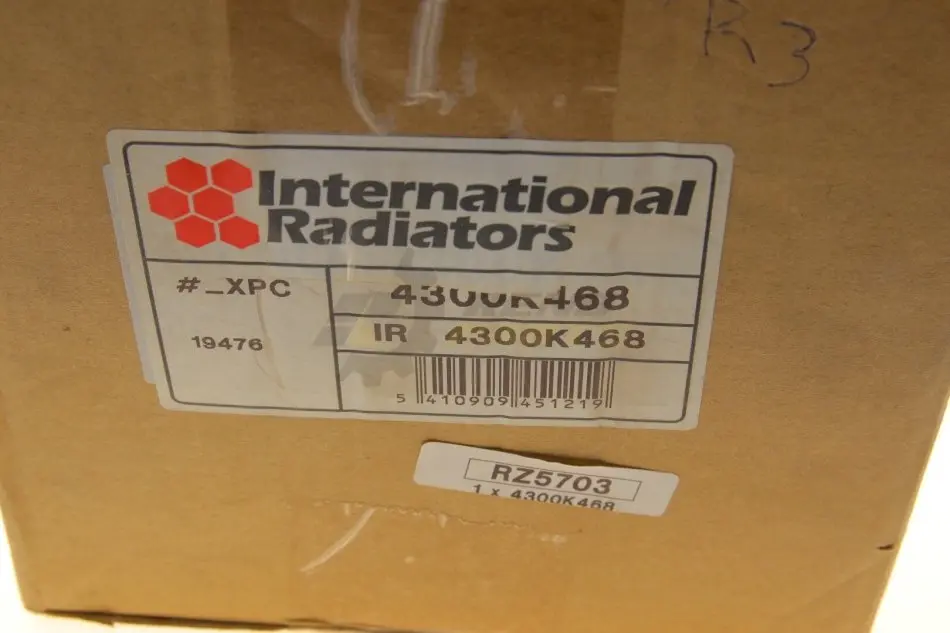 R3
International
Radiators
#_XPC
4300K468
19476
IR 4300K468
5 410909 451219
RZ5703
1 x 4300K468